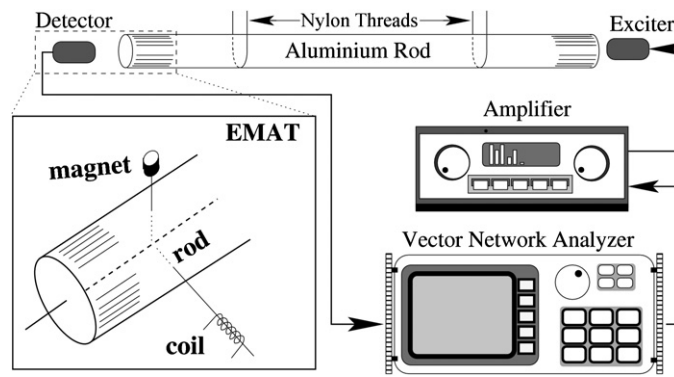 Detector
Nylon Threads
Exciter
Aluminium Rod
EMAT
magnet
rod
coil
Amplifier
Vector Network Analyzer